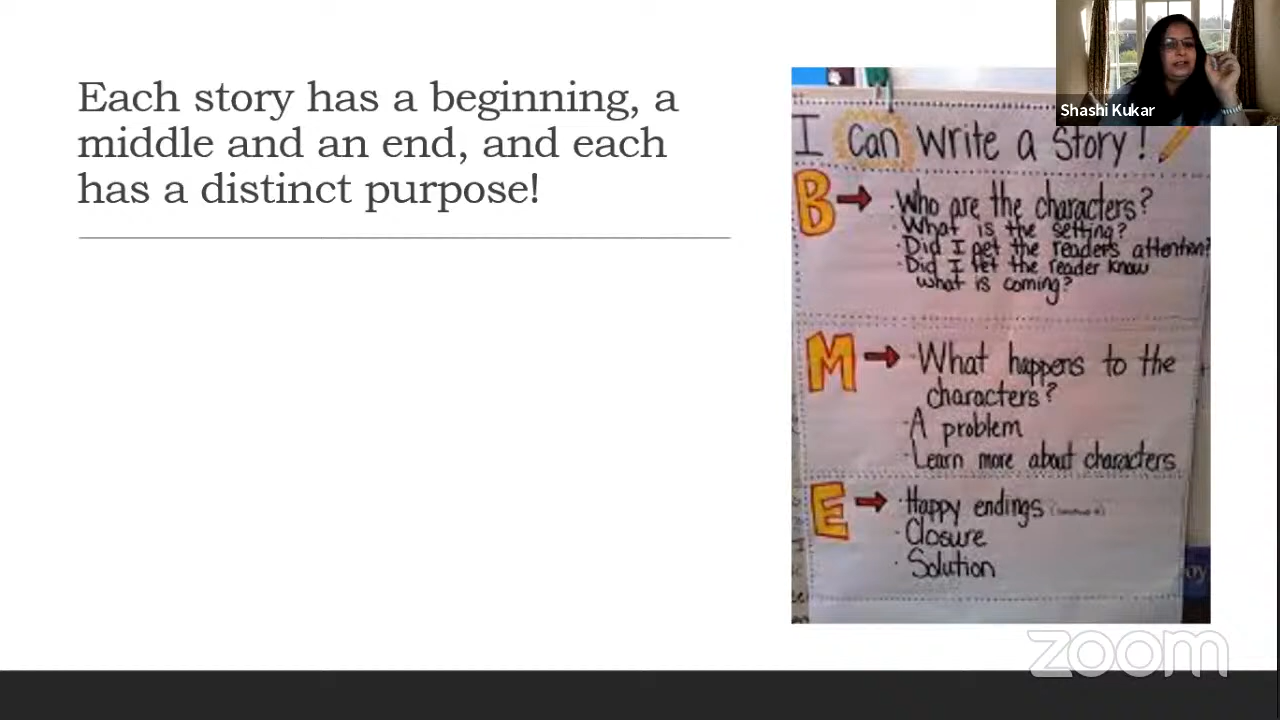 Each story has a beginning, a
middle and an end, and each
has a distinct purpose!
Shashi Kukar
I Can Write a Story!
B
· Who are the characters?
· What is the setting?
· Did I get the readers attention?
· Did I let the reader know
what is coming?
M
· What happens to the
characters?
· A problem
· Learn more about characters
E
· Happy endings
· Closure
· Solution
zoom